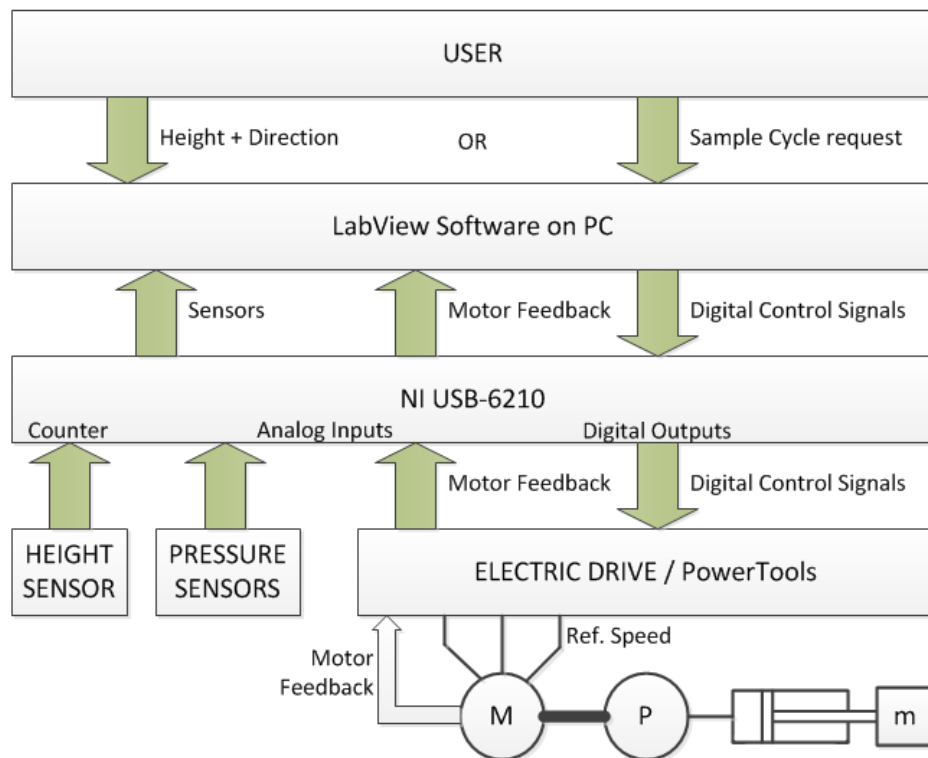 USER
Height + Direction
OR
Sample Cycle request
LabView Software on PC
Sensors
Motor Feedback
Digital Control Signals
NI USB-6210
Counter
Analog Inputs
Digital Outputs
Motor Feedback
Digital Control Signals
HEIGHT
SENSOR
PRESSURE
SENSORS
ELECTRIC DRIVE / PowerTools
Ref. Speed
Motor
Feedback
M
P
m